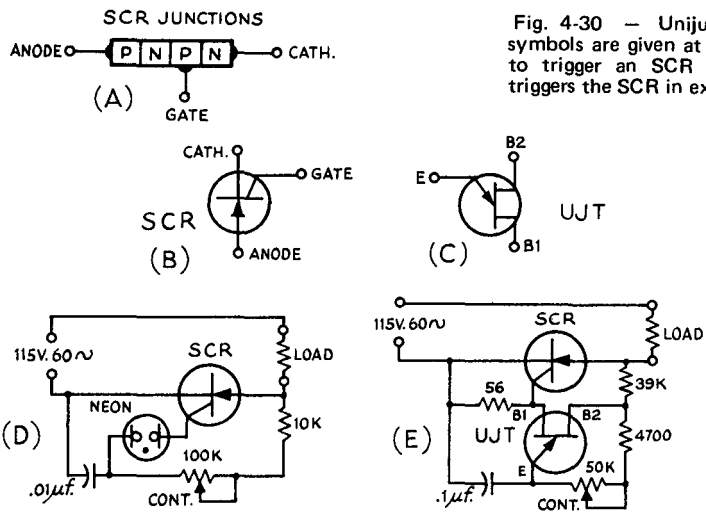 SCR JUNCTIONS
ANODE P N P N CATH.
(A)
GATE
Fig. 4-30 — Uniju
symbols are given at
to trigger an SCR
triggers the SCR in ex
CATH.
GATE
SCR
(B)
ANODE
B2
E
UJT
(C)
B1
115V. 60~
SCR
LOAD
NEON
10K
(D)
100K
.01µf.
CONT.
115V. 60~
SCR
LOAD
56
B1
B2
39K
(E)
UJT
4700
E
50K
.1µf.
CONT.